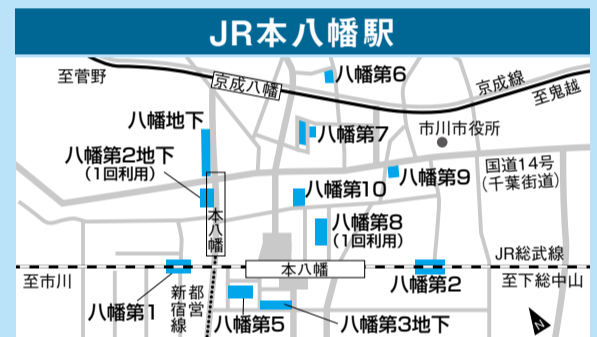 JR本八幡駅
至菅野
京成八幡
八幡第6
京成線
至鬼越
八幡地下
八幡第7
市川市役所
八幡第2地下
(1回利用)
八幡第9
国道14号
(千葉街道)
八幡第10
本八幡
八幡第8
(1回利用)
JR総武線
至市川
本八幡
八幡第2
至下総中山
八幡第1
都営
新宿線
八幡第5
八幡第3地下
N